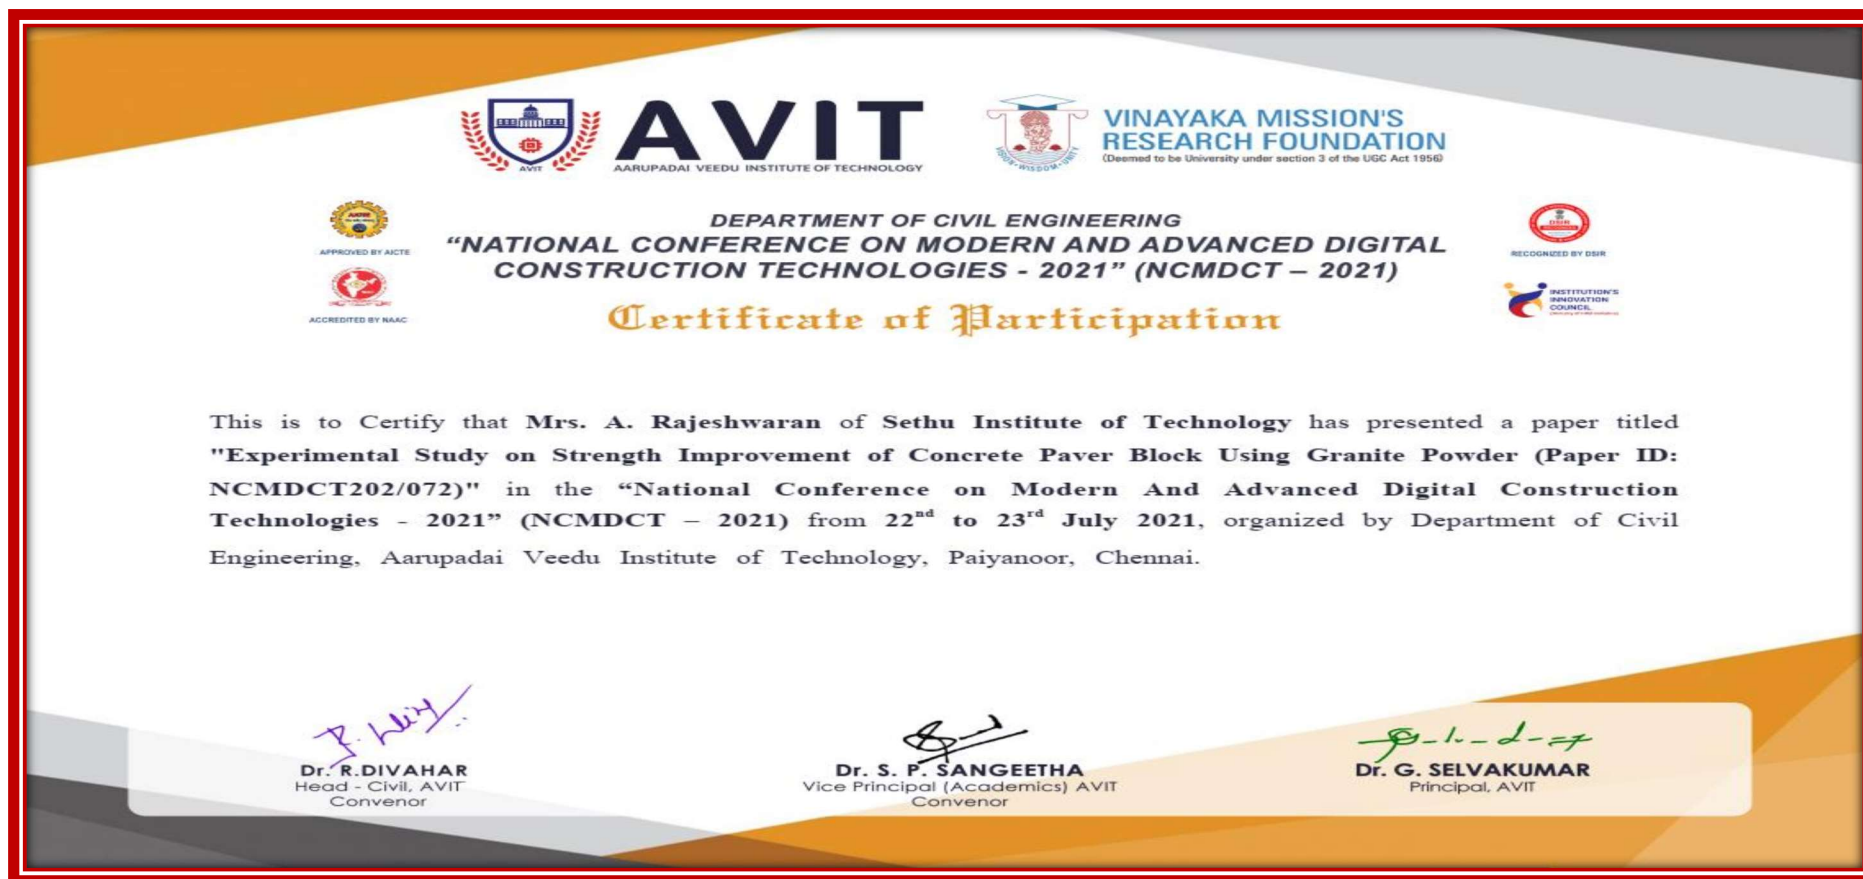 AVIT
AVIT
AARUPADAI VEEDU INSTITUTE OF TECHNOLOGY
VISION • WISDOM • UNITY
VINAYAKA MISSION'S
RESEARCH FOUNDATION
(Deemed to be University under section 3 of the UGC Act 1956)
APPROVED BY AICTE
ACCREDITED BY NAAC
DEPARTMENT OF CIVIL ENGINEERING
“NATIONAL CONFERENCE ON MODERN AND ADVANCED DIGITAL
CONSTRUCTION TECHNOLOGIES - 2021” (NCMDCT – 2021)
Certificate of Participation
DSIR
RECOGNIZED BY DSIR
INSTITUTION'S
INNOVATION
COUNCIL
This is to Certify that Mrs. A. Rajeshwaran of Sethu Institute of Technology has presented a paper titled
"Experimental Study on Strength Improvement of Concrete Paver Block Using Granite Powder (Paper ID:
NCMDCT202/072)" in the “National Conference on Modern And Advanced Digital Construction
Technologies - 2021” (NCMDCT – 2021) from 22nd to 23rd July 2021, organized by Department of Civil
Engineering, Aarupadai Veedu Institute of Technology, Paiyanoor, Chennai.
Dr. R.DIVAHAR
Head - Civil, AVIT
Convenor
Dr. S. P. SANGEETHA
Vice Principal (Academics) AVIT
Convenor
Dr. G. SELVAKUMAR
Principal, AVIT